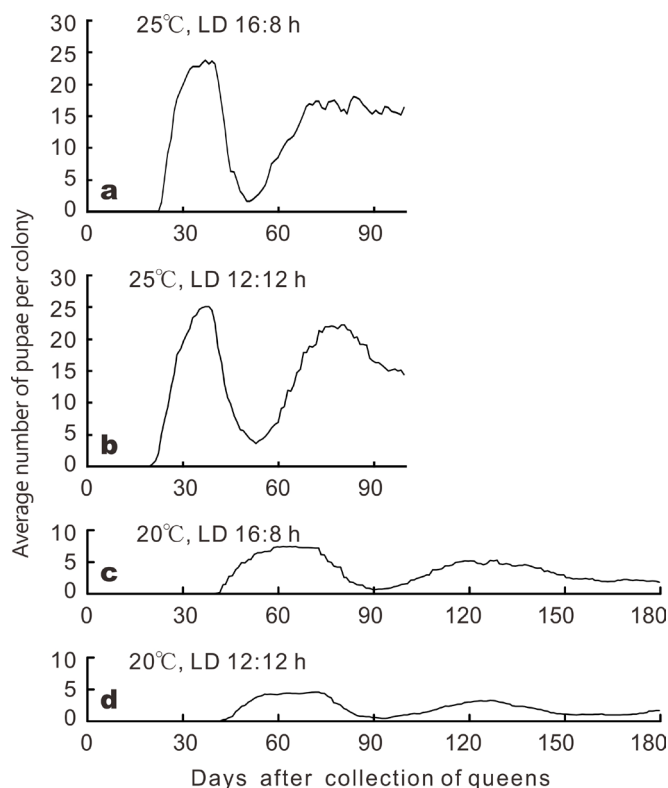 25℃, LD 16:8 h
30
25
20
15
10
5
0
a
0 30 60 90
25℃, LD 12:12 h
30
25
20
15
10
5
0
b
0 30 60 90
20℃, LD 16:8 h
10
5
0
c
0 30 60 90 120 150 180
20℃, LD 12:12 h
10
5
0
d
0 30 60 90 120 150 180
Average number of pupae per colony
Days after collection of queens